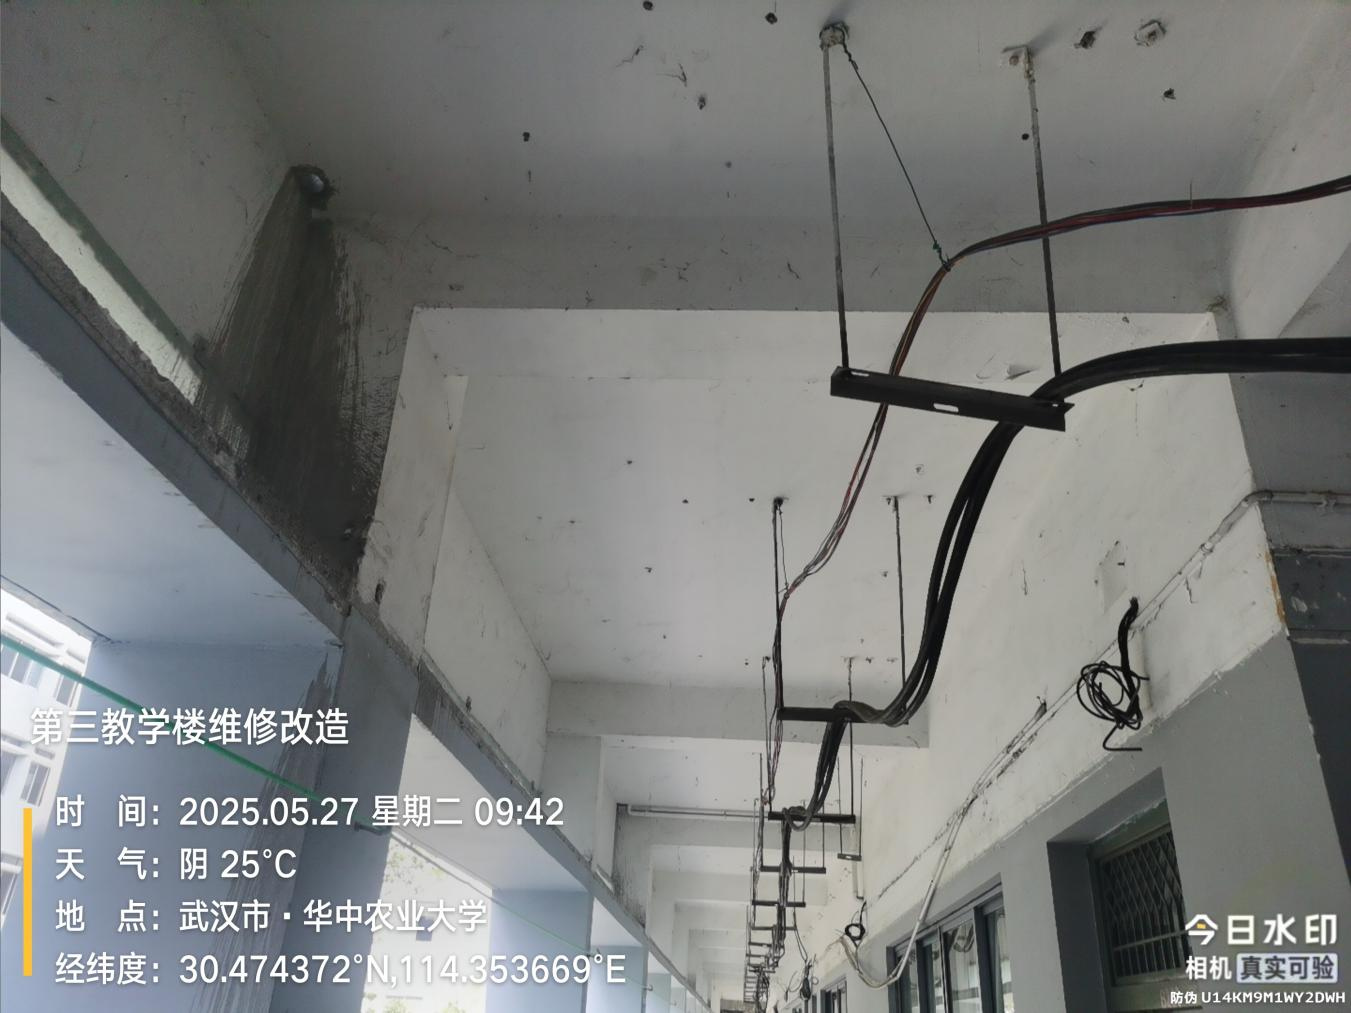 第三教学楼维修改造
时 间：2025.05.27 星期二 09:42
天 气：阴 25°C
地 点：武汉市·华中农业大学
经纬度：30.474372°N,114.353669°E
今日水印
相机 真实可验
防伪 U14KM9M1WY2DWH